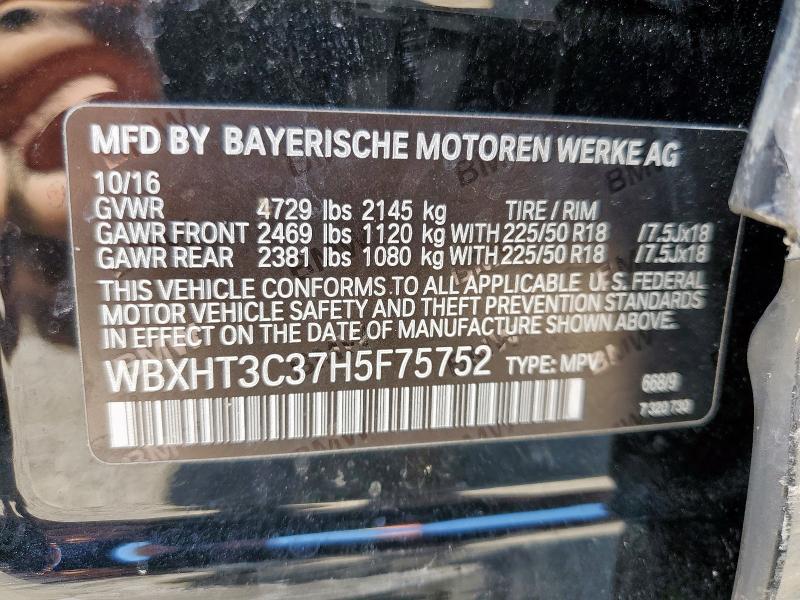 MFD BY BAYERISCHE MOTOREN WERKE AG
10/16
GVWR 4729 lbs 2145 kg TIRE / RIM
GAWR FRONT 2469 lbs 1120 kg WITH 225/50 R18 /7.5Jx18
GAWR REAR 2381 lbs 1080 kg WITH 225/50 R18 /7.5Jx18
THIS VEHICLE CONFORMS TO ALL APPLICABLE U. S. FEDERAL
MOTOR VEHICLE SAFETY AND THEFT PREVENTION STANDARDS
IN EFFECT ON THE DATE OF MANUFACTURE SHOWN ABOVE.
WBXHT3C37H5F75752 TYPE: MPV
668/9